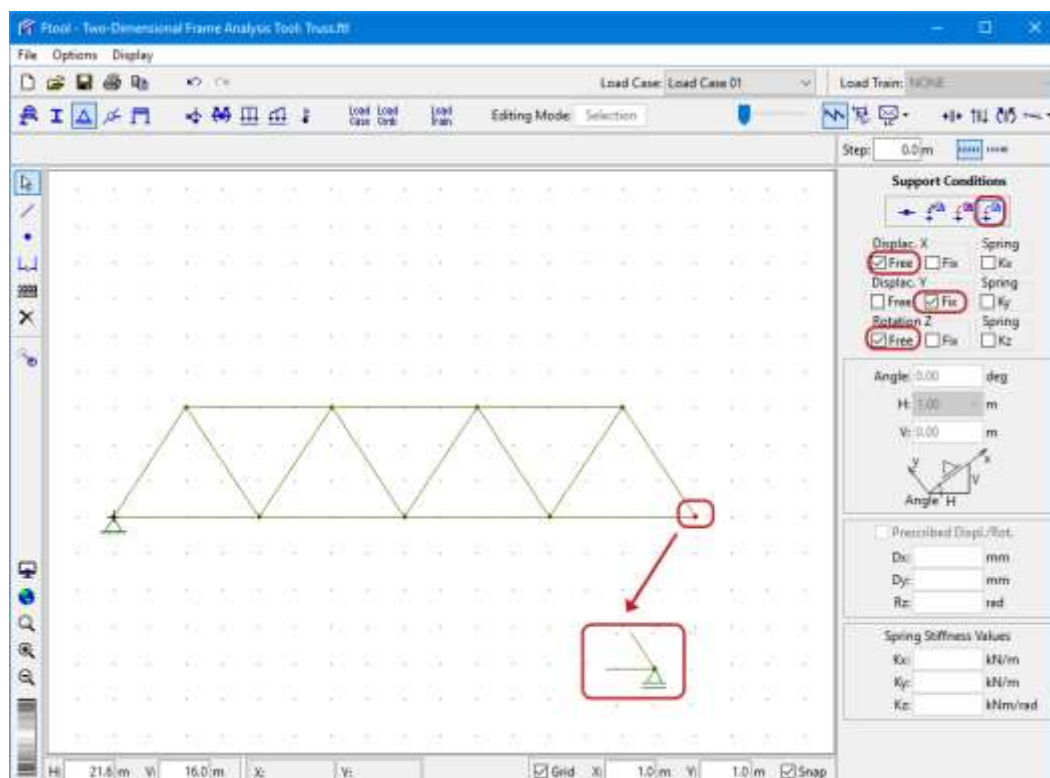 Ftool - Two-Dimensional Frame Analysis Tool: Truss.ftl
File Options Display
Load Case: Load Case 01 Load Train: NONE
Load Case Load Comb Load Train Editing Mode: Selection
Step: 0.0 m
Support Conditions
Displac. X Spring
Free Fix Kx
Displac. Y Spring
Free Fix Ky
Rotation Z Spring
Free Fix Kz
Angle: 0.00 deg
H: 1.00 m
V: 0.00 m
y x
V
Angle H
Prescribed Displ./Rot.
Dx: mm
Dy: mm
Rz: rad
Spring Stiffness Values
Kx: kN/m
Ky: kN/m
Kz: kNm/rad
H: 21.6 m V: 16.0 m X: Y: Grid X: 1.0 m Y: 1.0 m Snap